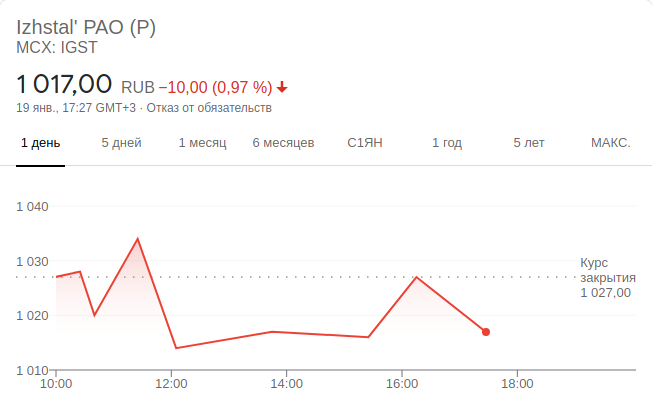 Izhstal' PAO (P)
MCX: IGST
1 017,00 RUB −10,00 (0,97 %)
19 янв., 17:27 GMT+3 · Отказ от обязательств
1 день 5 дней 1 месяц 6 месяцев С1ЯН 1 год 5 лет МАКС.
1 040
1 030
Курс
закрытия
1 027,00
1 020
1 010
10:00 12:00 14:00 16:00 18:00